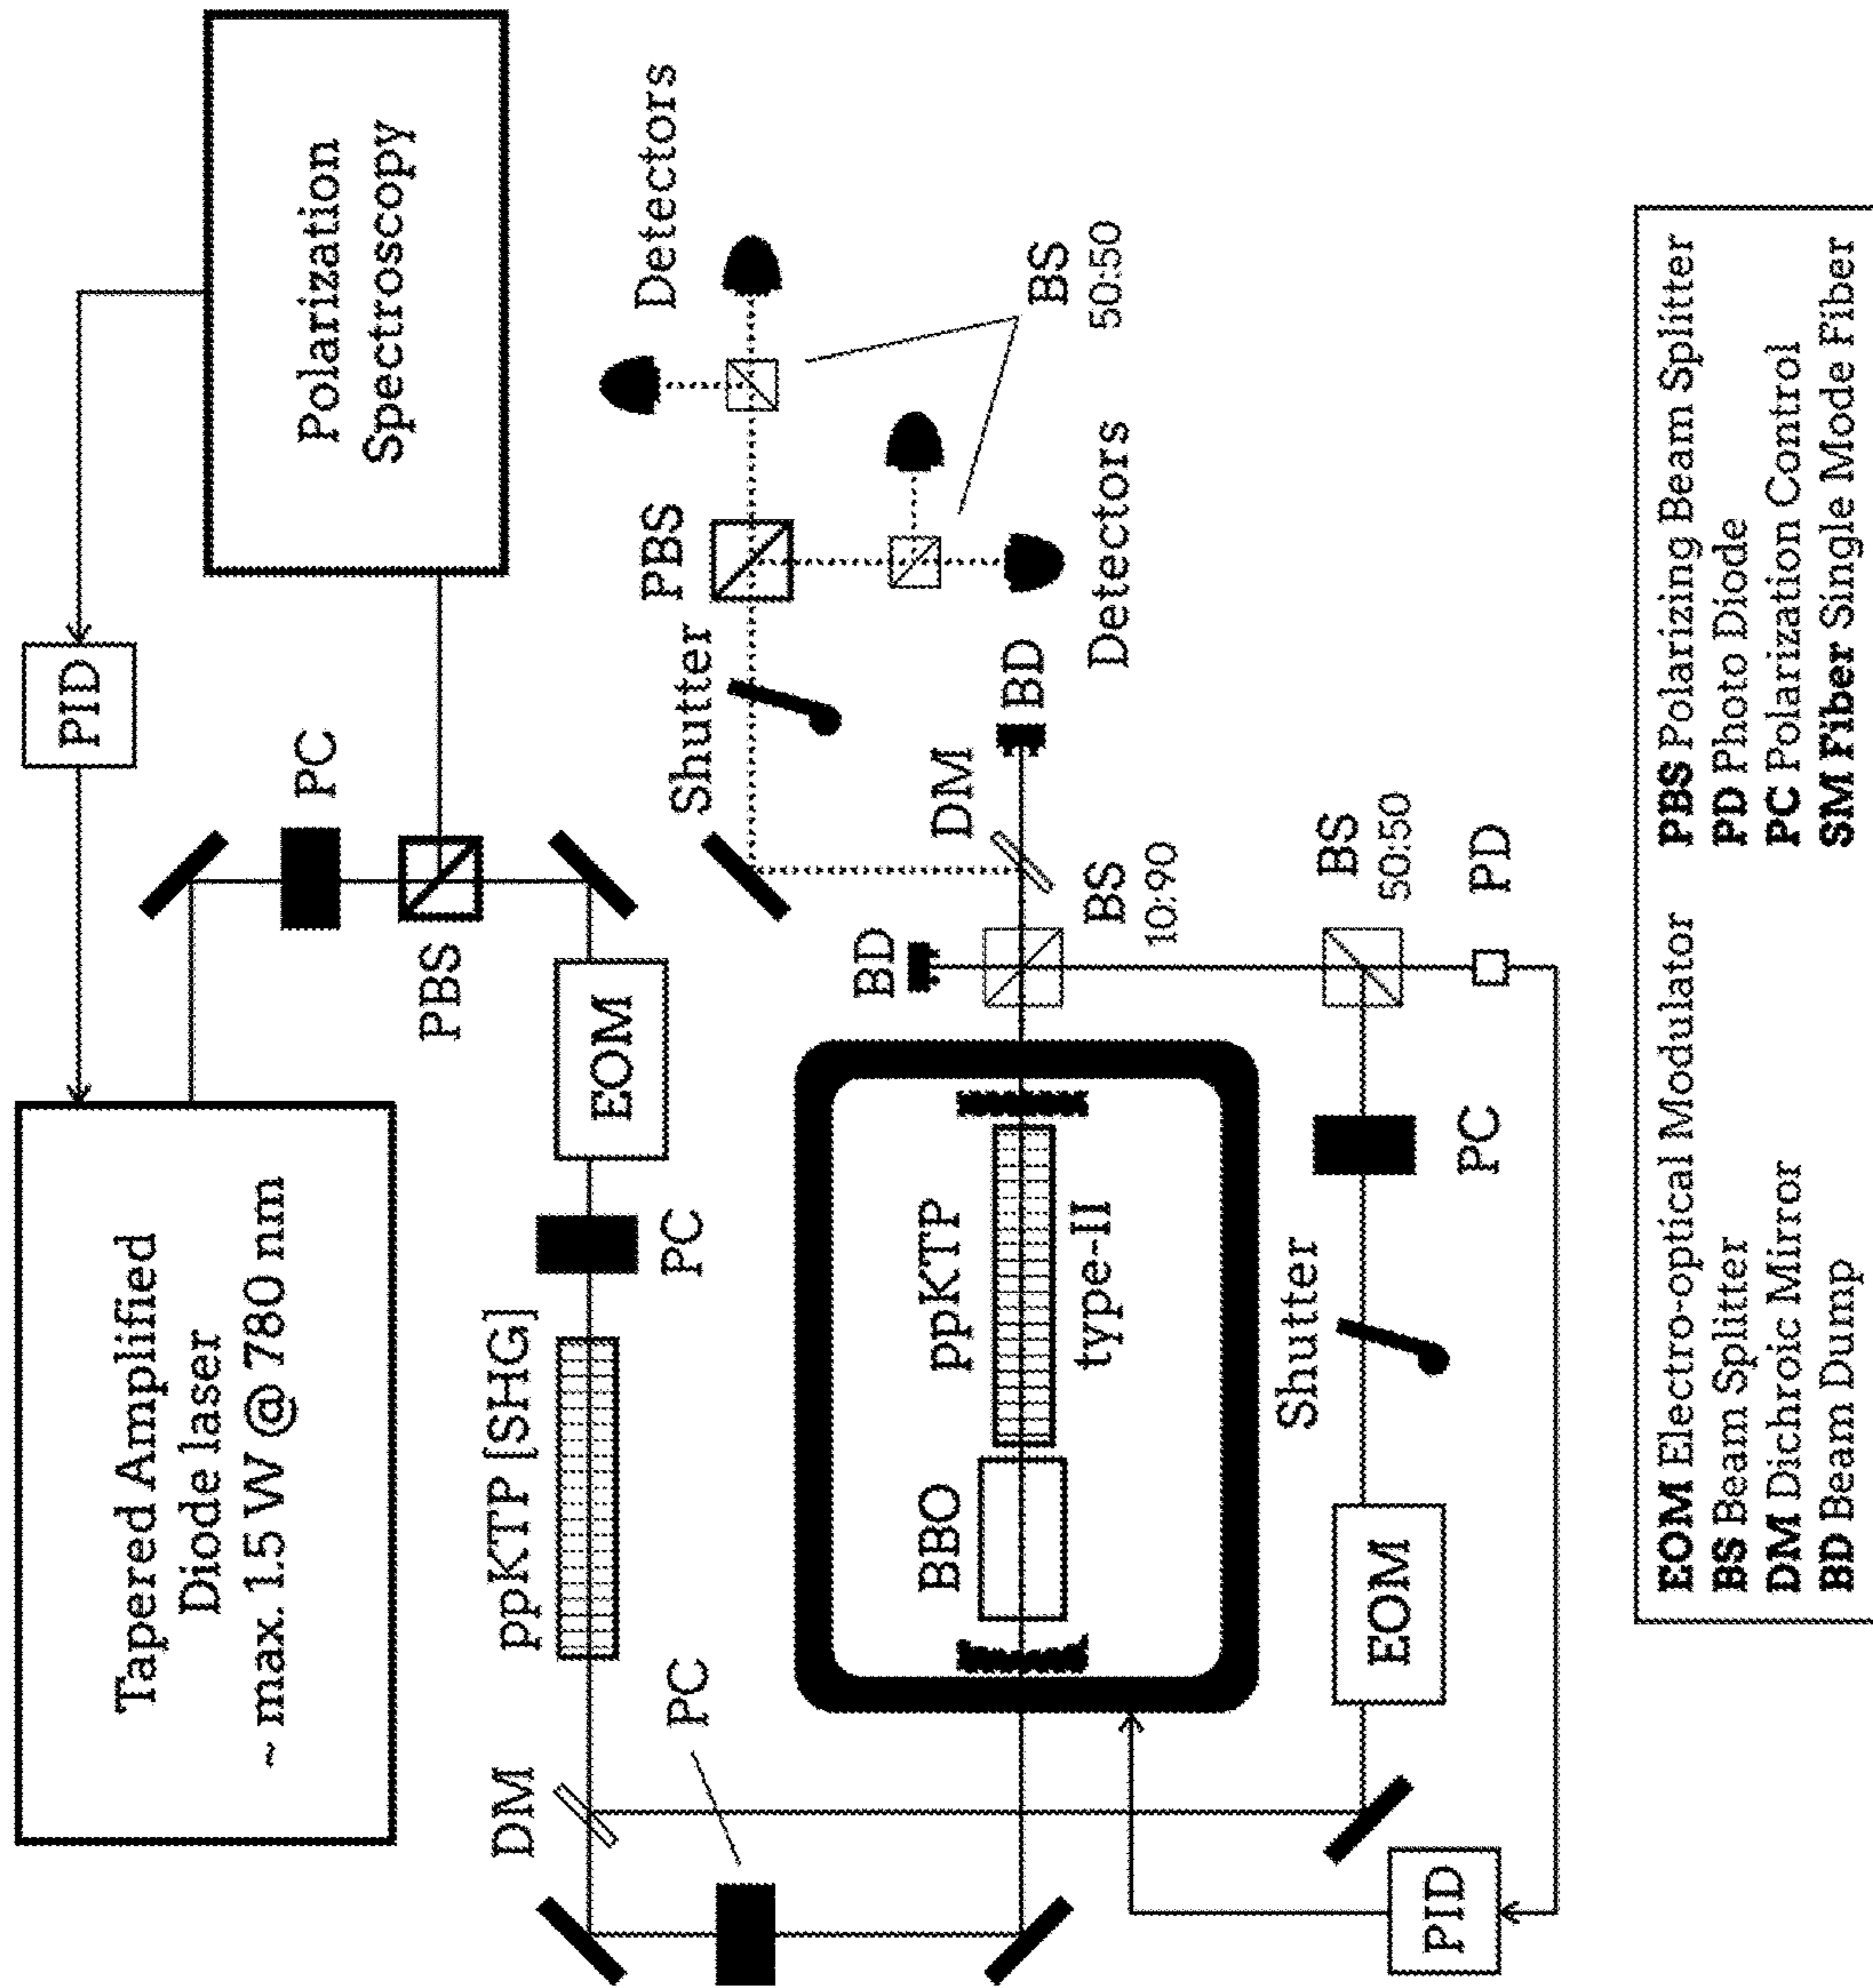 Tapered Amplified
Diode laser
~ max. 1.5 W @ 780 nm
PID
Polarization
Spectroscopy
PC
PBS
EOM
PC
ppKTP [SHG]
DM
PC
BBO
ppKTP
type-II
BD
BS
10:90
DM
BD
Shutter
PBS
Detectors
Detectors
BS
50:50
BS
50:50
PD
PC
Shutter
EOM
PID
EOM Electro-optical Modulator
BS Beam Splitter
DM Dichroic Mirror
BD Beam Dump
PBS Polarizing Beam Splitter
PD Photo Diode
PC Polarization Control
SM Fiber Single Mode Fiber